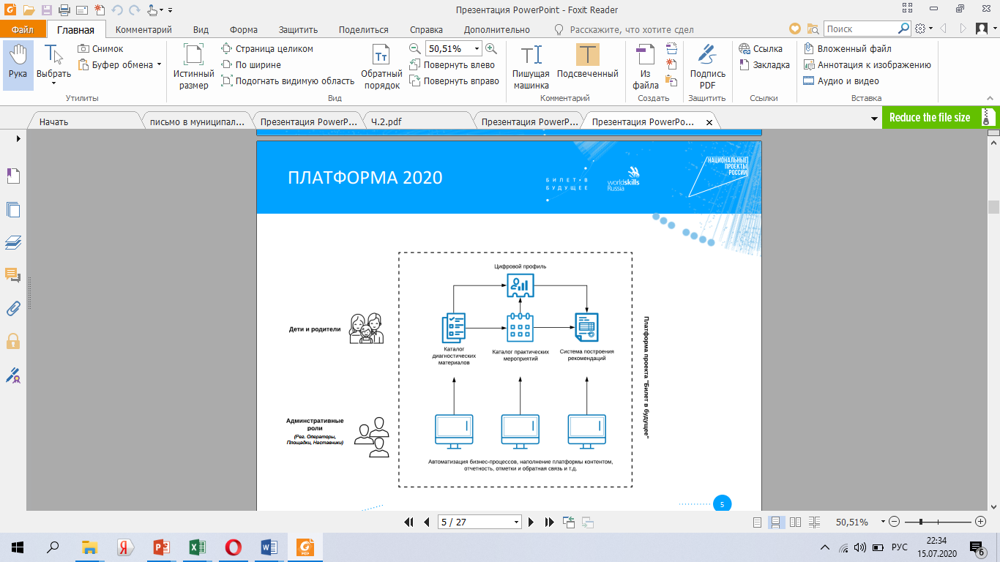 Презентация PowerPoint - Foxit Reader
Файл Главная Комментарий Вид Форма Защитить Поделиться Справка Дополнительно Расскажите, что хотите сдел Поиск
Рука
Выбрать
Снимок
Буфер обмена
Утилиты
Истинный
размер
Страница целиком
По ширине
Подогнать видимую область
Обратный
порядок
50,51%
Повернуть влево
Повернуть вправо
Вид
Пишущая
машинка
Подсвеченный
Комментарий
Из
файла
Создать
Подпись
PDF
Защитить
Ссылка
Закладка
Ссылки
Вложенный файл
Аннотация к изображению
Аудио и видео
Вставка
Начать письмо в муниципал... Презентация PowerP... Ч.2.pdf Презентация PowerP... Презентация PowerPo... Reduce the file size
ПЛАТФОРМА 2020
БИЛЕТ В
БУДУЩЕЕ
worldskills
Russia
НАЦИОНАЛЬНЫЕ
ПРОЕКТЫ
РОССИИ
Цифровой профиль
Дети и родители
Каталог
диагностических
материалов
Каталог практических
мероприятий
Система построения
рекомендаций
Платформа проекта "Билет в будущее"
Адмнистративные
роли
(Рег. Операторы,
Площадки, Наставники)
Автоматизация бизнес-процессов, наполнение платформы контентом,
отчетность, отметки и обратная связь и т.д.
5
5 / 27
50,51%
РУС
22:34
15.07.2020
6